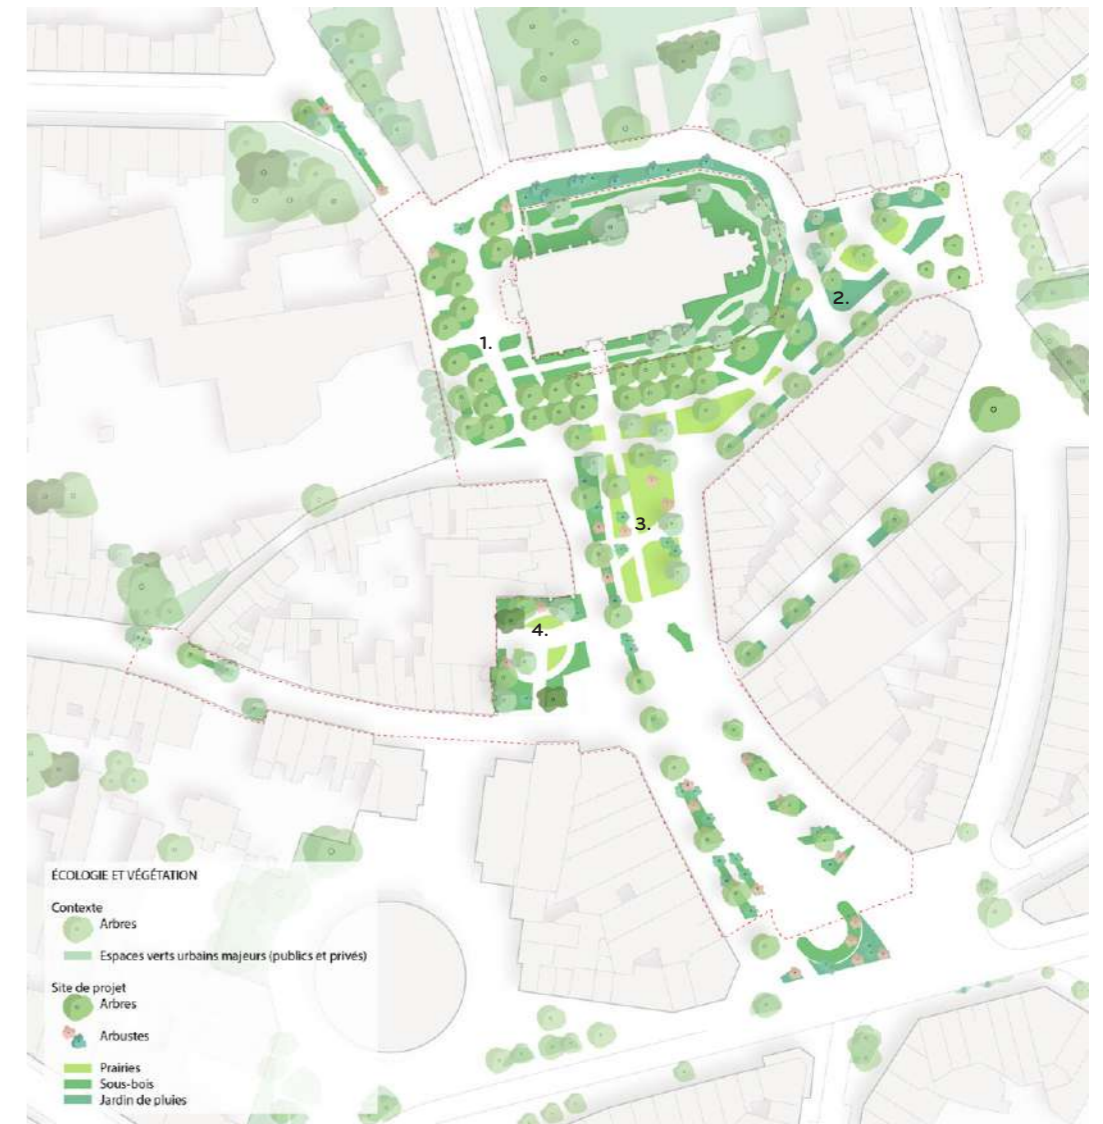 2.
1.
3.
4.
ÉCOLOGIE ET VÉGÉTATION
Contexte
Arbres
Espaces verts urbains majeurs (publics et privés)
Site de projet
Arbres
Arbustes
Prairies
Sous-bois
Jardin de pluies